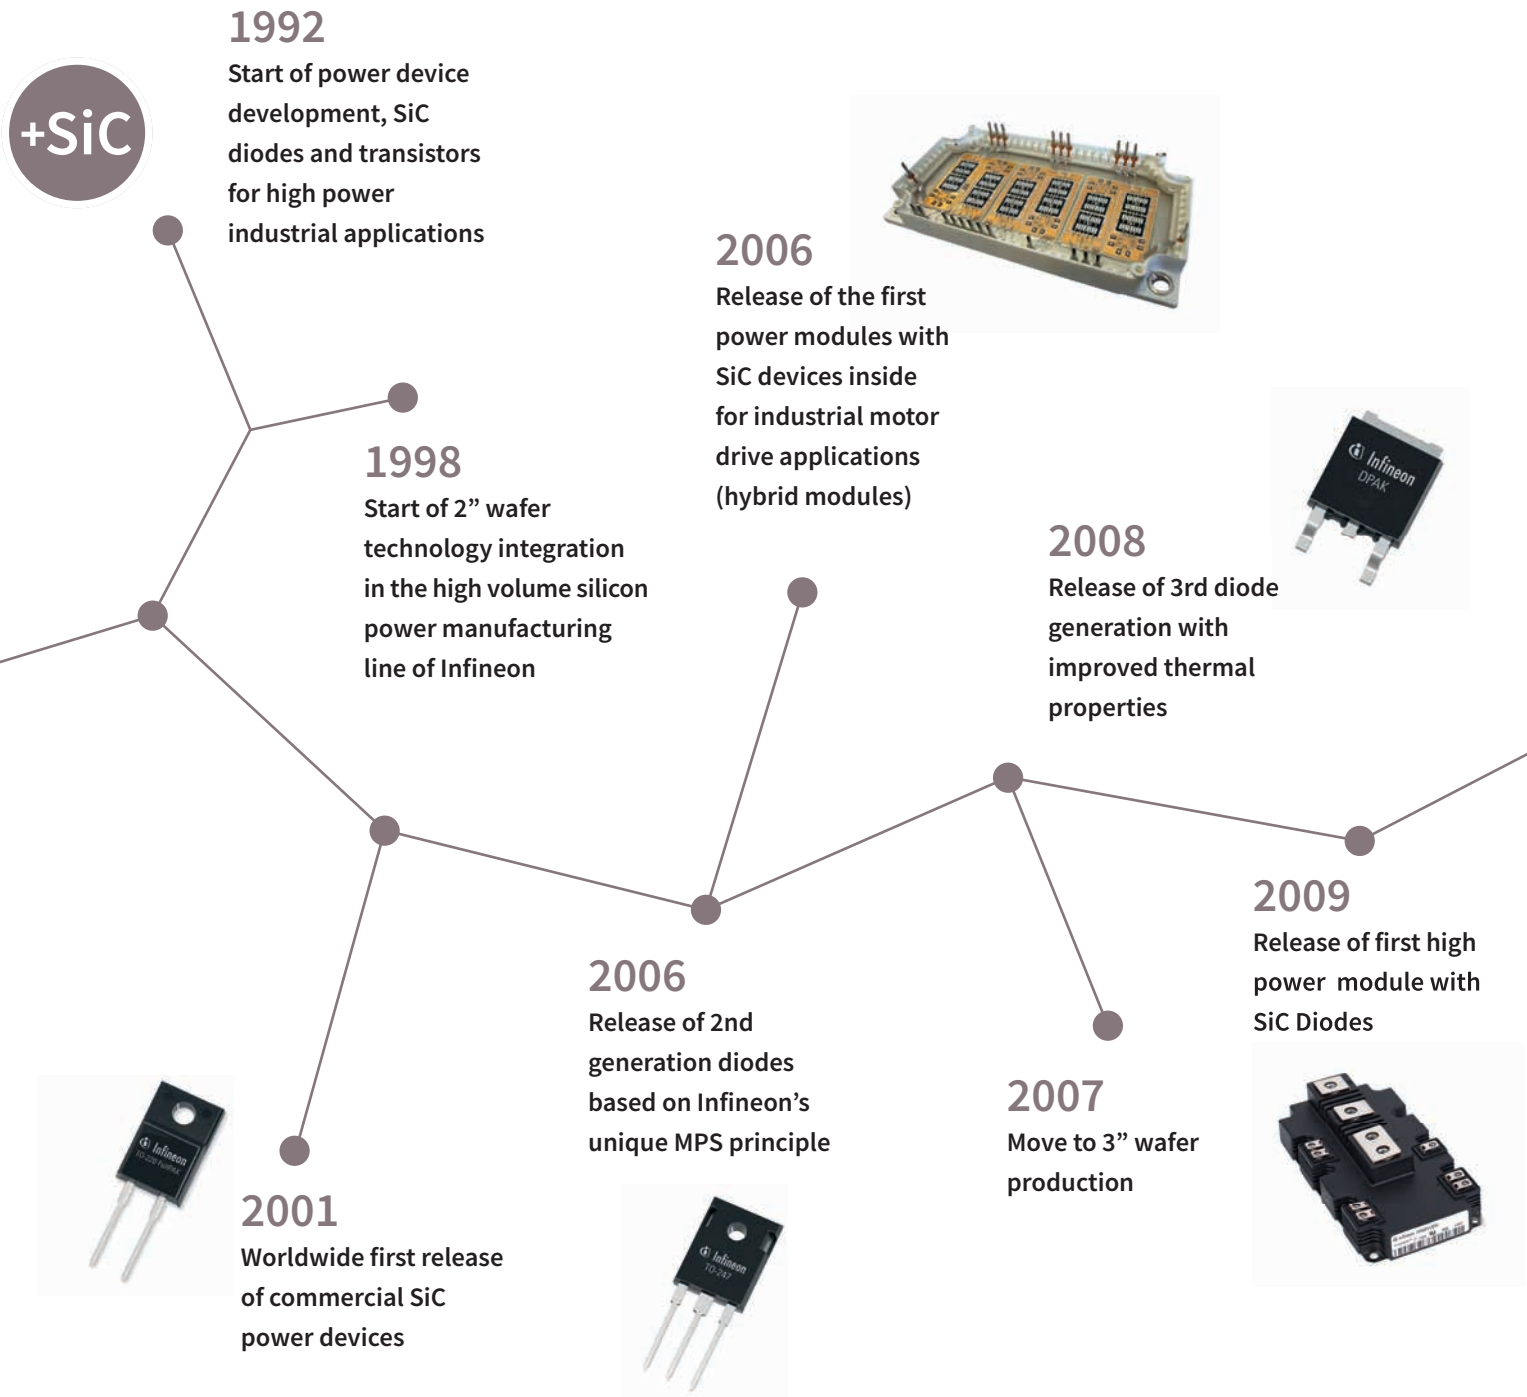 +SiC
1992
Start of power device
development, SiC
diodes and transistors
for high power
industrial applications
1998
Start of 2” wafer
technology integration
in the high volume silicon
power manufacturing
line of Infineon
2001
Worldwide first release
of commercial SiC
power devices
Infineon
TO-220 FullPAK
2006
Release of the first
power modules with
SiC devices inside
for industrial motor
drive applications
(hybrid modules)
2006
Release of 2nd
generation diodes
based on Infineon’s
unique MPS principle
Infineon
TO-247
2008
Release of 3rd diode
generation with
improved thermal
properties
Infineon
DPAK
2007
Move to 3” wafer
production
2009
Release of first high
power module with
SiC Diodes